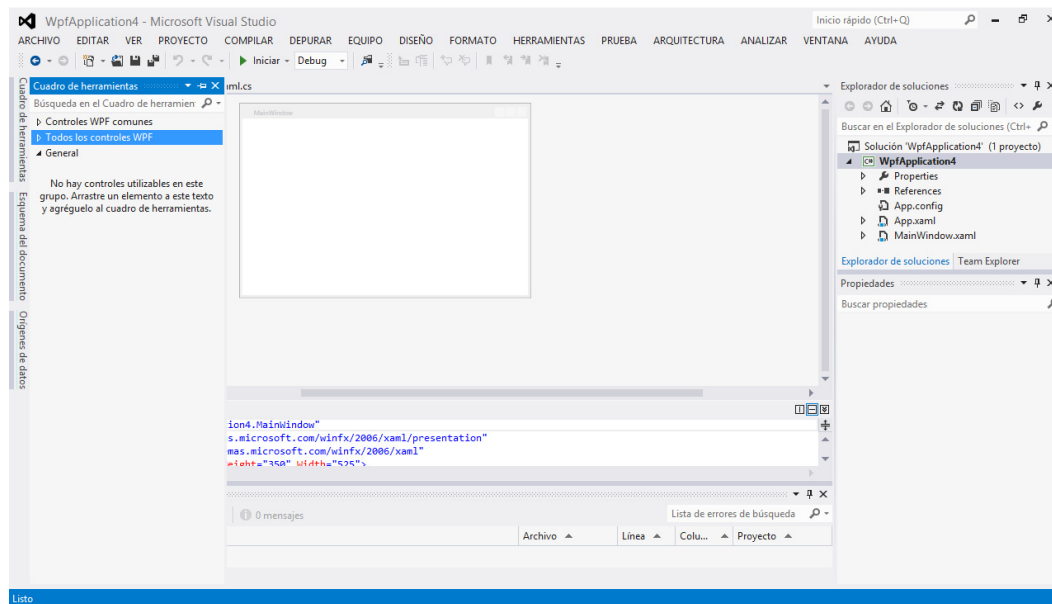 WpfApplication4 - Microsoft Visual Studio
Inicio rápido (Ctrl+Q)
ARCHIVO EDITAR VER PROYECTO COMPILAR DEPURAR EQUIPO DISEÑO FORMATO HERRAMIENTAS PRUEBA ARQUITECTURA ANALIZAR VENTANA AYUDA
Iniciar Debug
Cuadro de herramientas
Esquema del documento
Orígenes de datos
Cuadro de herramientas
Búsqueda en el Cuadro de herramien
Controles WPF comunes
Todos los controles WPF
General
No hay controles utilizables en este
grupo. Arrastre un elemento a este texto
y agréguelo al cuadro de herramientas.
ml.cs
MainWindow
ion4.MainWindow"
s.microsoft.com/winfx/2006/xaml/presentation"
mas.microsoft.com/winfx/2006/xaml"
eight="350" Width="525">
0 mensajes
Lista de errores de búsqueda
Archivo Línea Colu... Proyecto
Explorador de soluciones
Buscar en el Explorador de soluciones (Ctrl+
Solución 'WpfApplication4' (1 proyecto)
WpfApplication4
Properties
References
App.config
App.xaml
MainWindow.xaml
Explorador de soluciones Team Explorer
Propiedades
Buscar propiedades
Listo